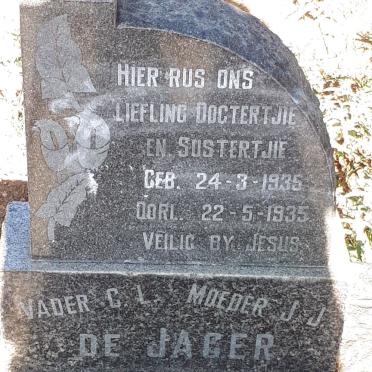 HIER RUS ONS
LIEFLING DOGTERTJIE
EN SUSTERTJIE
GEB. 24-3-1935
OORL. 22-5-1935
VEILIG BY JESUS
VADER C. L. MOEDER J. J.
DE JAGER